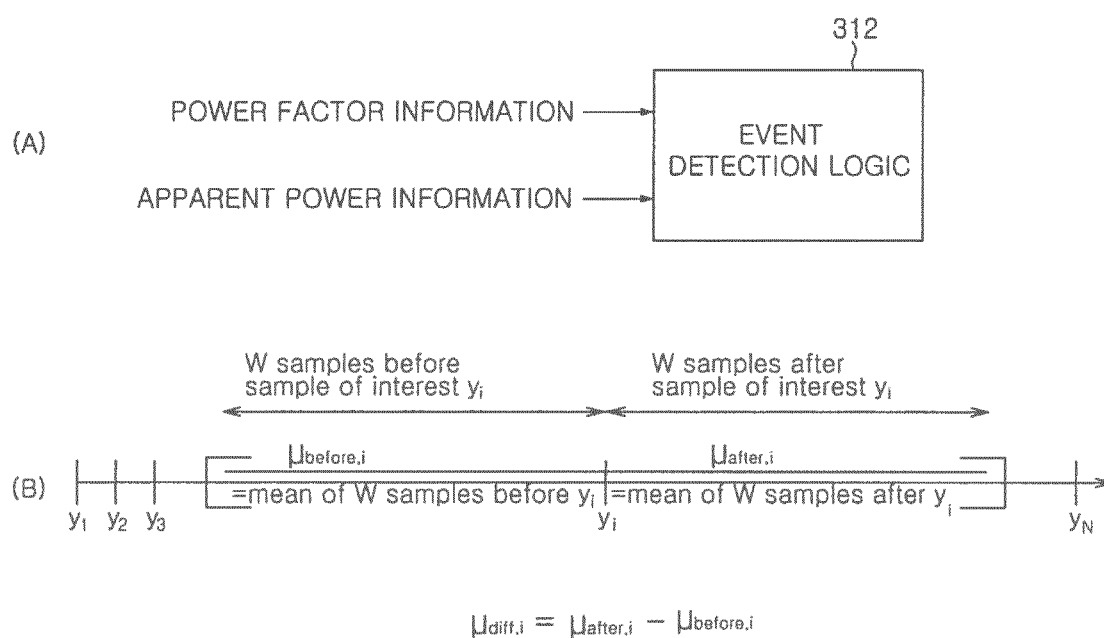 312
(A)
POWER FACTOR INFORMATION
APPARENT POWER INFORMATION
EVENT
DETECTION LOGIC
W samples before
sample of interest yi
W samples after
sample of interest yi
(B)
μbefore,i
μafter,i
=mean of W samples before yi
=mean of W samples after yi
y1 y2 y3 yi yN
μdiff,i = μafter,i - μbefore,i